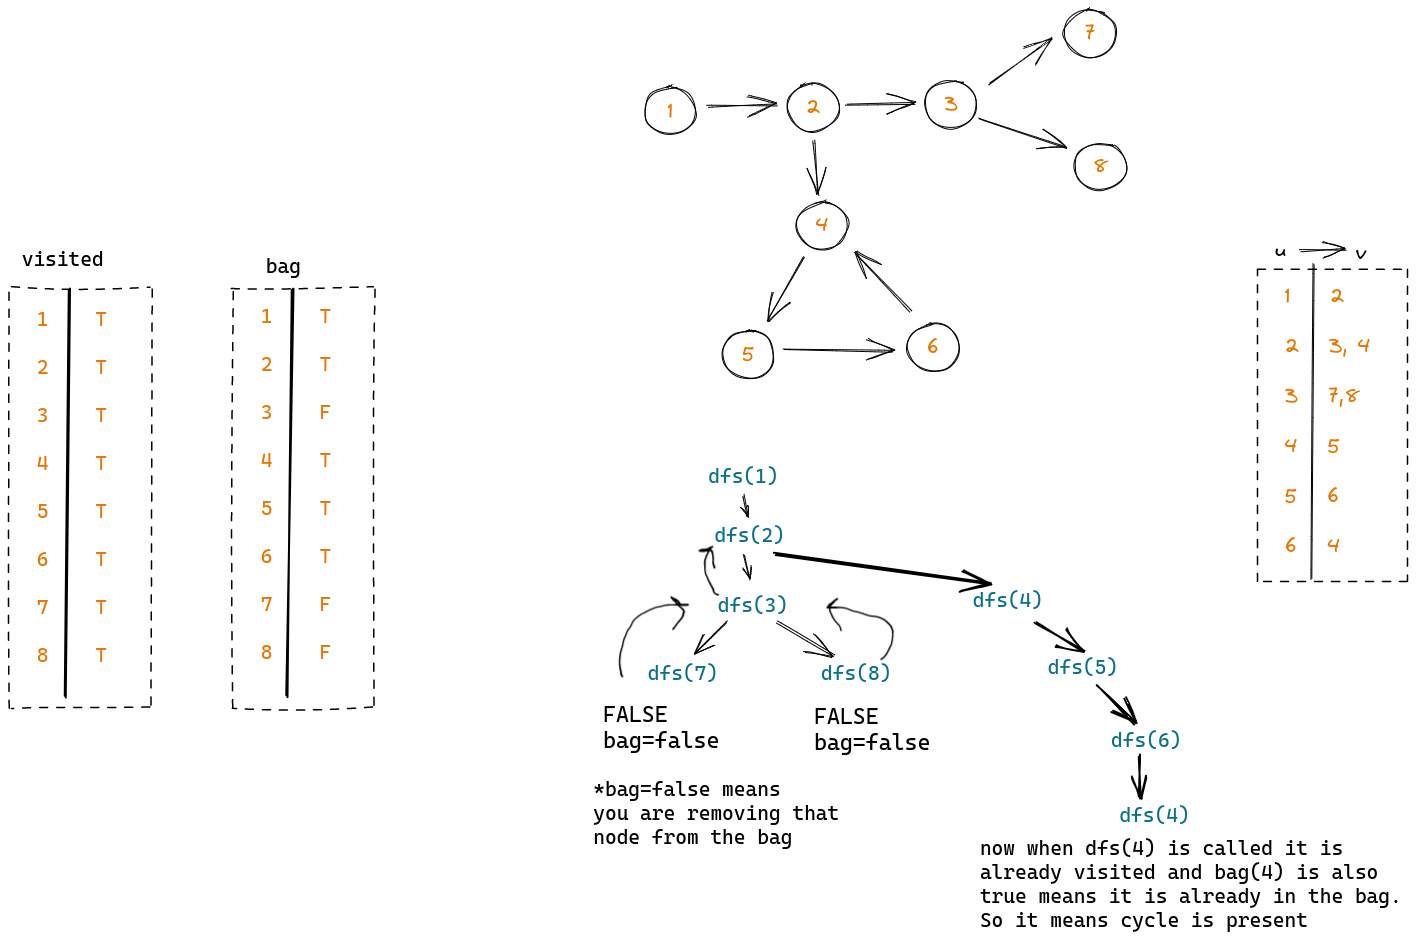 7
1
2
3
8
4
5
6
visited
1 T
2 T
3 T
4 T
5 T
6 T
7 T
8 T
bag
1 T
2 T
3 F
4 T
5 T
6 T
7 F
8 F
u v
1 2
2 3, 4
3 7,8
4 5
5 6
6 4
dfs(1)
dfs(2)
dfs(3)
dfs(7)
dfs(8)
FALSE
bag=false
FALSE
bag=false
*bag=false means
you are removing that
node from the bag
dfs(4)
dfs(5)
dfs(6)
dfs(4)
now when dfs(4) is called it is
already visited and bag(4) is also
true means it is already in the bag.
So it means cycle is present